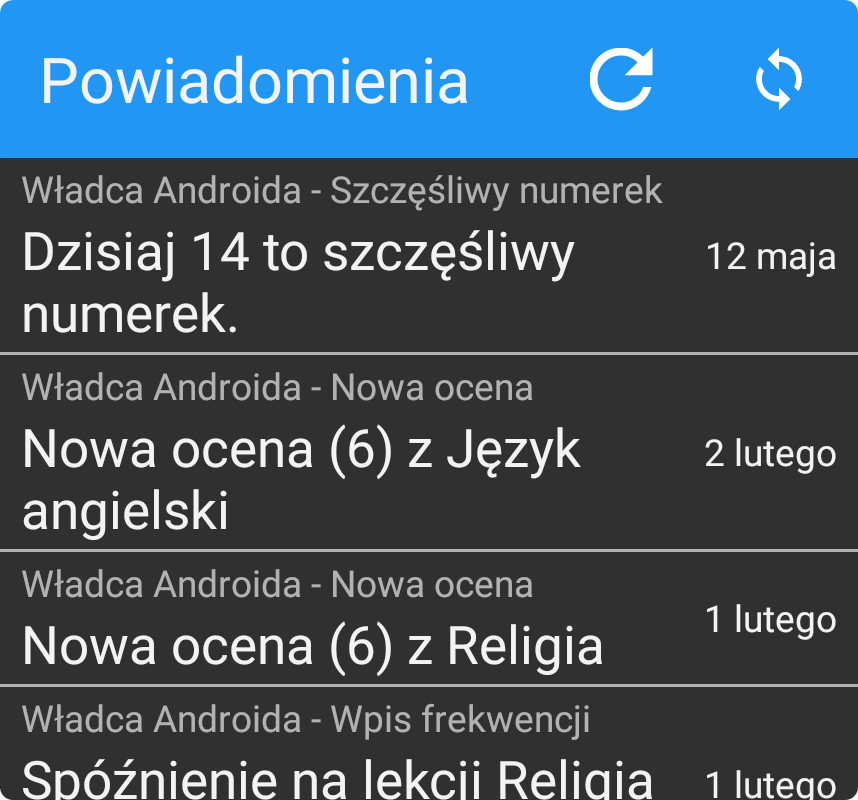 Powiadomienia
Władca Androida - Szczęśliwy numerek
Dzisiaj 14 to szczęśliwy
numerek.
12 maja
Władca Androida - Nowa ocena
Nowa ocena (6) z Język
angielski
2 lutego
Władca Androida - Nowa ocena
Nowa ocena (6) z Religia
1 lutego
Władca Androida - Wpis frekwencji
Spóźnienie na lekcji Religia
1 lutego